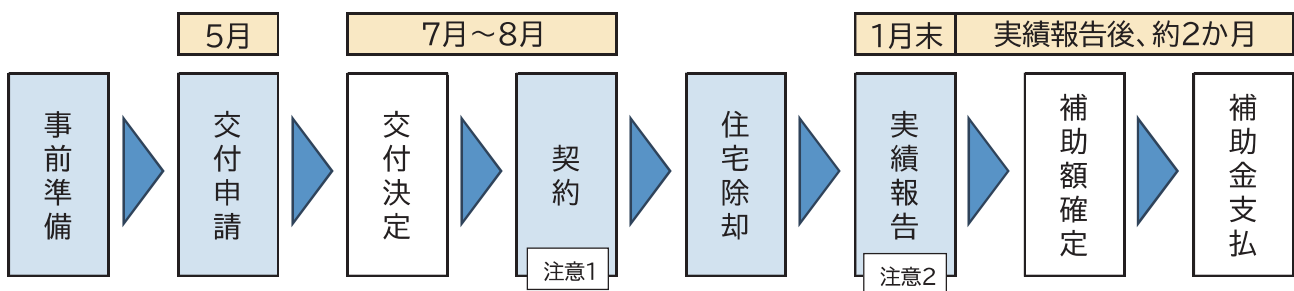 5月
7月～8月
1月末
実績報告後、約2か月
事前準備
交付申請
交付決定
契約
注意1
住宅除却
実績報告
注意2
補助額確定
補助金支払